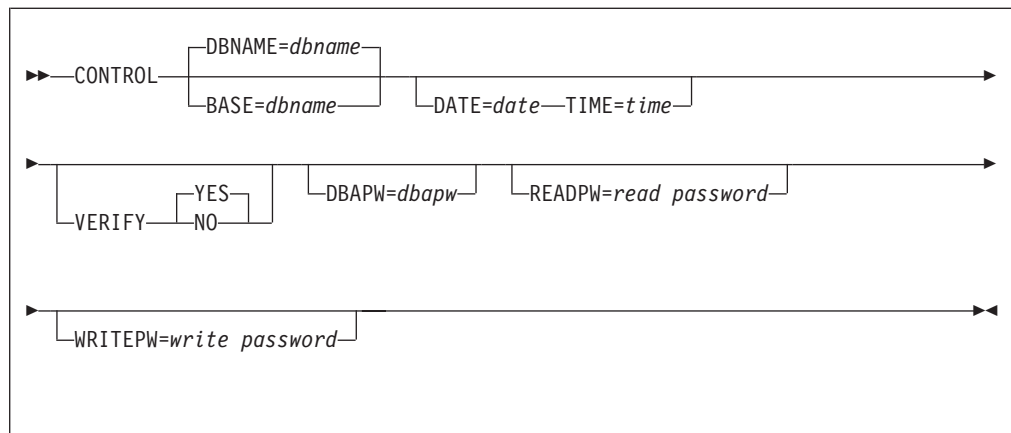 DBNAME=dbname
CONTROL
BASE=dbname
DATE=date TIME=time
YES
VERIFY NO
DBAPW=dbapw
READPW=read password
WRITEPW=write password